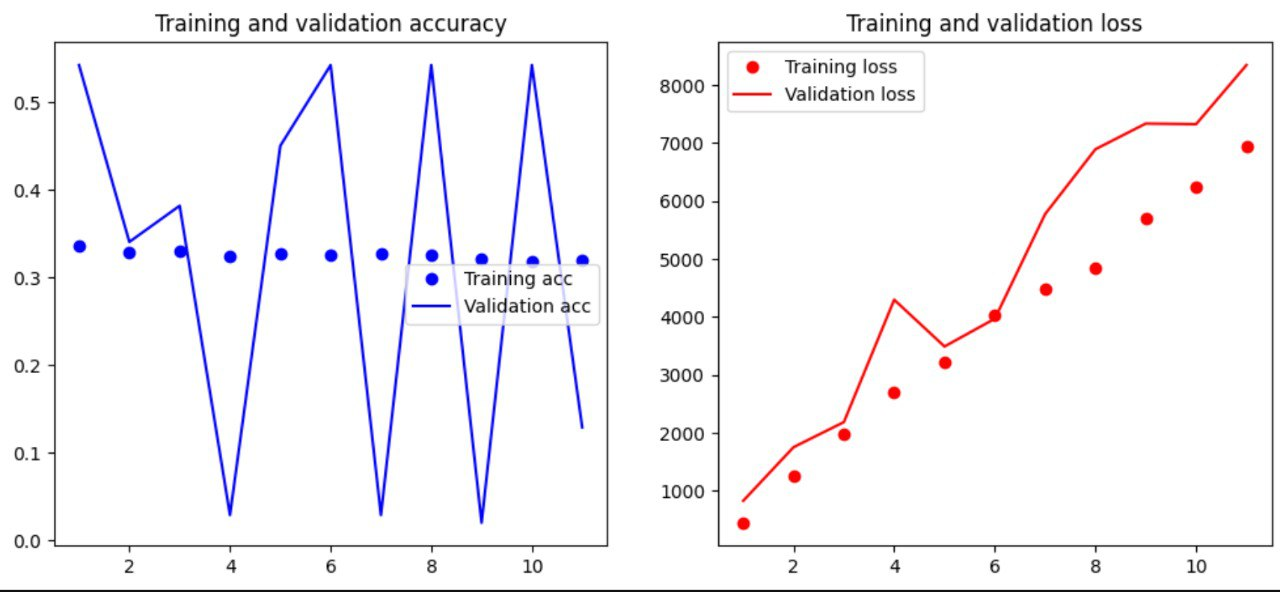 Training and validation accuracy
0.5
0.4
0.3
0.2
0.1
0.0
2 4 6 8 10
Training acc
Validation acc
Training and validation loss
8000
7000
6000
5000
4000
3000
2000
1000
2 4 6 8 10
Training loss
Validation loss